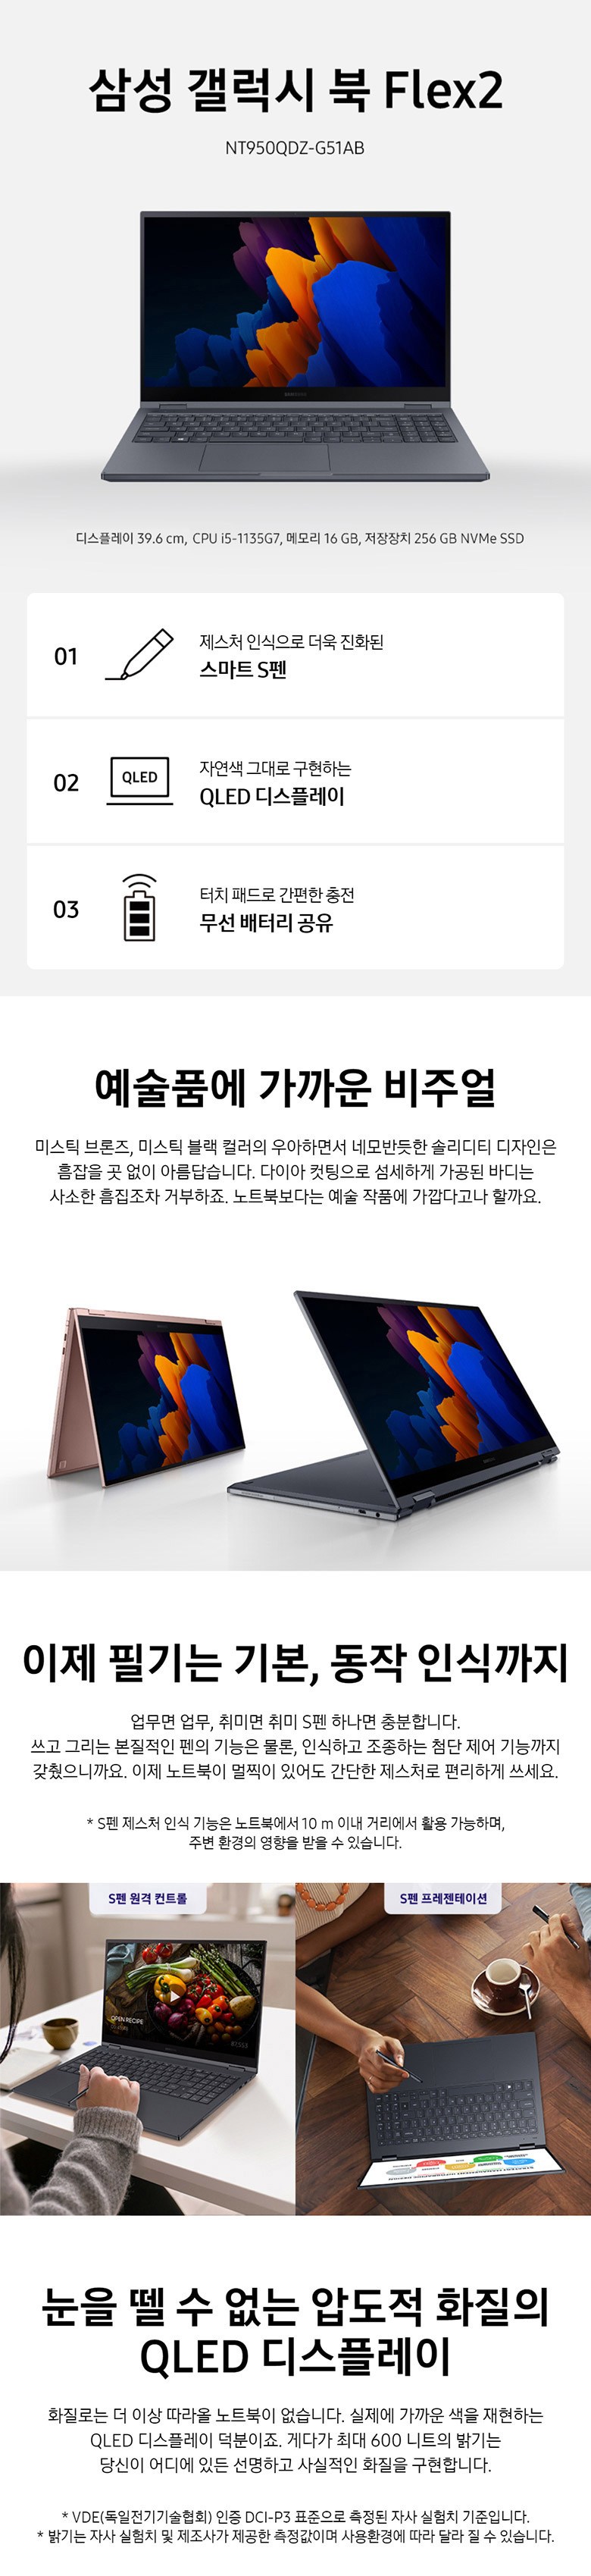 삼성 갤럭시 북 Flex2
NT950QDZ-G51AB
SAMSUNG
디스플레이 39.6 cm, CPU i5-1135G7, 메모리 16 GB, 저장장치 256 GB NVMe SSD
01
제스처 인식으로 더욱 진화된
스마트 S펜
02
QLED
자연색 그대로 구현하는
QLED 디스플레이
03
터치 패드로 간편한 충전
무선 배터리 공유
예술품에 가까운 비주얼
미스틱 브론즈, 미스틱 블랙 컬러의 우아하면서 네모반듯한 솔리디티 디자인은
흠잡을 곳 없이 아름답습니다. 다이아 컷팅으로 섬세하게 가공된 바디는
사소한 흠집조차 거부하죠. 노트북보다는 예술 작품에 가깝다고나 할까요.
이제 필기는 기본, 동작 인식까지
업무면 업무, 취미면 취미 S펜 하나면 충분합니다.
쓰고 그리는 본질적인 펜의 기능은 물론, 인식하고 조종하는 첨단 제어 기능까지
갖췄으니까요. 이제 노트북이 멀찍이 있어도 간단한 제스처로 편리하게 쓰세요.
* S펜 제스처 인식 기능은 노트북에서 10 m 이내 거리에서 활용 가능하며,
주변 환경의 영향을 받을 수 있습니다.
S펜 원격 컨트롤
S펜 프레젠테이션
OPEN RECIPE
눈을 뗄 수 없는 압도적 화질의
QLED 디스플레이
화질로는 더 이상 따라올 노트북이 없습니다. 실제에 가까운 색을 재현하는
QLED 디스플레이 덕분이죠. 게다가 최대 600 니트의 밝기는
당신이 어디에 있든 선명하고 사실적인 화질을 구현합니다.
* VDE(독일전기기술협회) 인증 DCI-P3 표준으로 측정된 자사 실험치 기준입니다.
* 밝기는 자사 실험치 및 제조사가 제공한 측정값이며 사용환경에 따라 달라 질 수 있습니다.